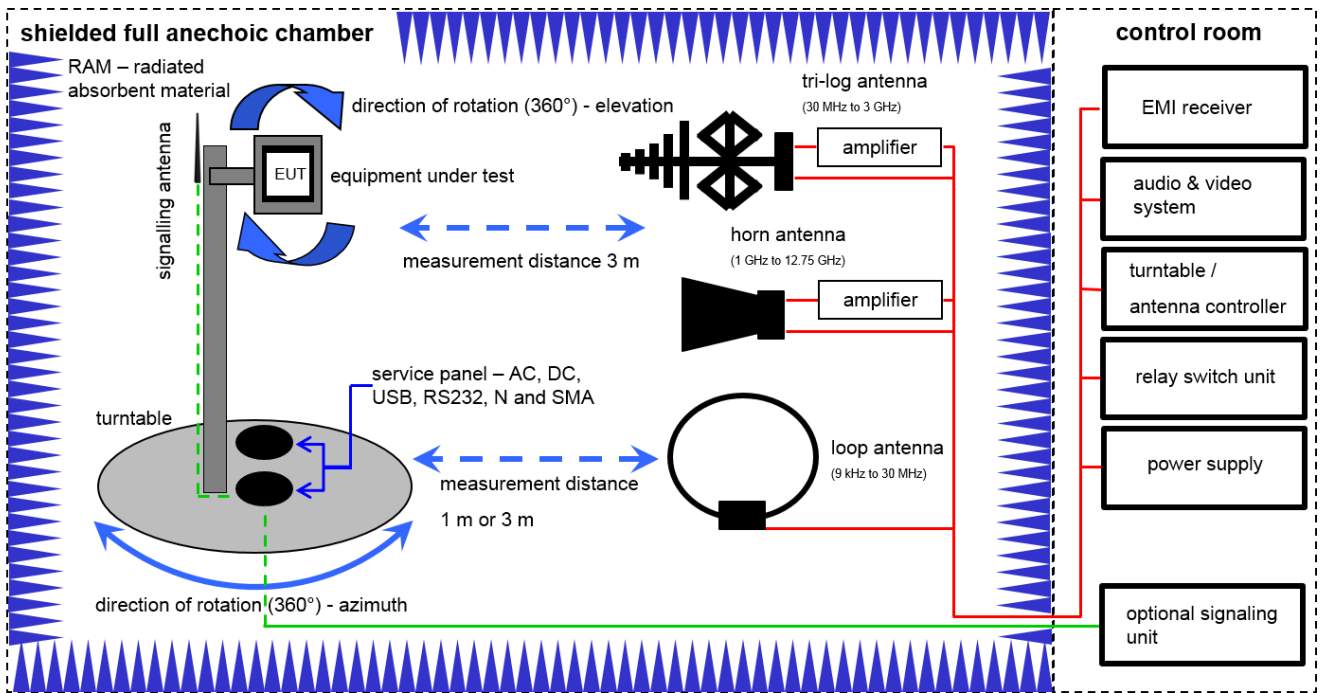 shielded full anechoic chamber
RAM – radiated
absorbent material
direction of rotation (360°) - elevation
signalling antenna
EUT
equipment under test
measurement distance 3 m
tri-log antenna
(30 MHz to 3 GHz)
amplifier
horn antenna
(1 GHz to 12.75 GHz)
amplifier
service panel – AC, DC,
USB, RS232, N and SMA
turntable
measurement distance
1 m or 3 m
loop antenna
(9 kHz to 30 MHz)
direction of rotation (360°) - azimuth
control room
EMI receiver
audio & video
system
turntable /
antenna controller
relay switch unit
power supply
optional signaling
unit